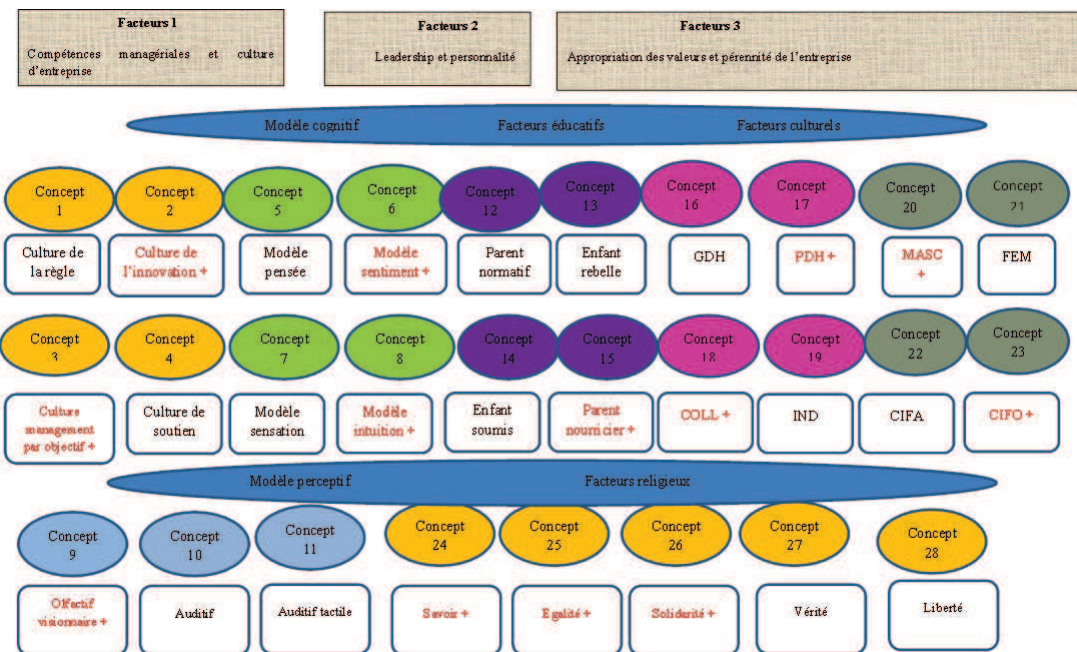 Facteurs 1
Compétences managériales et culture
d'entreprise
Facteurs 2
Leadership et personnalité
Facteurs 3
Appropriation des valeurs et pérennité de l'entreprise
Modèle cognitif
Facteurs éducatifs
Facteurs culturels
Concept
1
Concept
2
Concept
5
Concept
6
Concept
12
Concept
13
Concept
16
Concept
17
Concept
20
Concept
21
Culture de
la règle
Culture de
l'innovation +
Modèle
pensée
Modèle
sentiment +
Parent
normatif
Enfant
rebelle
GDH
PDH +
MASC
+
FEM
Concept
3
Concept
4
Concept
7
Concept
8
Concept
14
Concept
15
Concept
18
Concept
19
Concept
22
Concept
23
Culture
management
par objectif +
Culture de
soutien
Modèle
sensation
Modèle
intuition +
Enfant
soumis
Parent
nourricier +
COLL +
IND
CIFA
CIFO +
Modèle perceptif
Facteurs religieux
Concept
9
Concept
10
Concept
11
Concept
24
Concept
25
Concept
26
Concept
27
Concept
28
Olfactif
visionnaire +
Auditif
Auditif tactile
Savoir +
Egalité +
Solidarité +
Vérité
Liberté